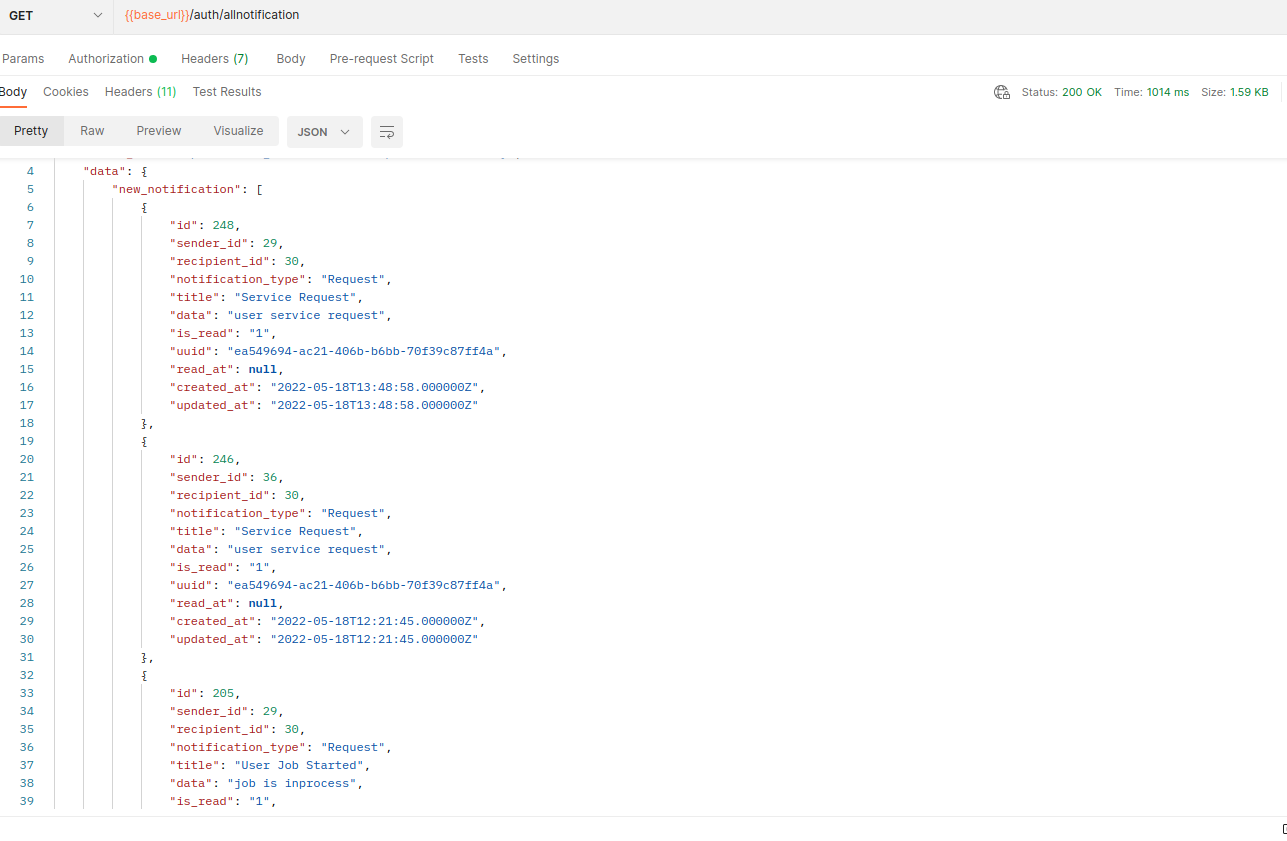 GET {{base_url}}/auth/allnotification
Params Authorization Headers (7) Body Pre-request Script Tests Settings
Body Cookies Headers (11) Test Results Status: 200 OK Time: 1014 ms Size: 1.59 KB
Pretty Raw Preview Visualize JSON
4 "data": {
5 "new_notification": [
6 {
7 "id": 248,
8 "sender_id": 29,
9 "recipient_id": 30,
10 "notification_type": "Request",
11 "title": "Service Request",
12 "data": "user service request",
13 "is_read": "1",
14 "uuid": "ea549694-ac21-406b-b6bb-70f39c87ff4a",
15 "read_at": null,
16 "created_at": "2022-05-18T13:48:58.000000Z",
17 "updated_at": "2022-05-18T13:48:58.000000Z"
18 },
19 {
20 "id": 246,
21 "sender_id": 36,
22 "recipient_id": 30,
23 "notification_type": "Request",
24 "title": "Service Request",
25 "data": "user service request",
26 "is_read": "1",
27 "uuid": "ea549694-ac21-406b-b6bb-70f39c87ff4a",
28 "read_at": null,
29 "created_at": "2022-05-18T12:21:45.000000Z",
30 "updated_at": "2022-05-18T12:21:45.000000Z"
31 },
32 {
33 "id": 205,
34 "sender_id": 29,
35 "recipient_id": 30,
36 "notification_type": "Request",
37 "title": "User Job Started",
38 "data": "job is inprocess",
39 "is_read": "1",